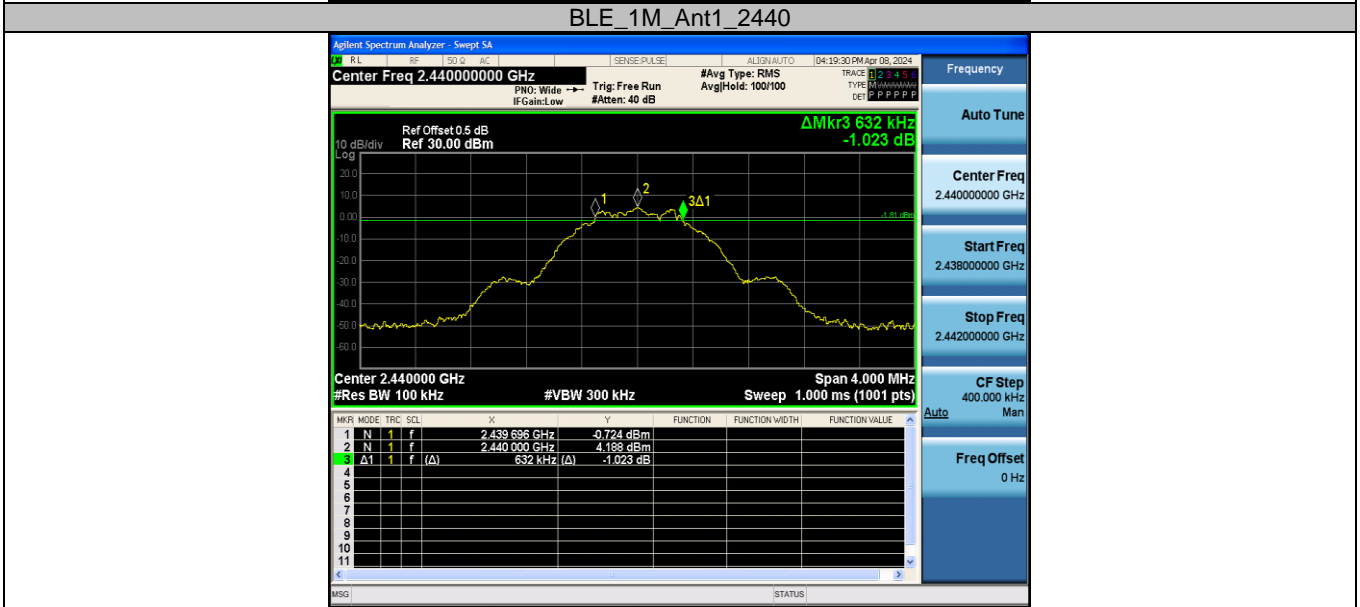 BLE_1M_Ant1_2440
Agilent Spectrum Analyzer - Swept SA
RL RF 50 Ω AC SENSE:PULSE ALIGNAUTO 04:19:30 PM Apr 08, 2024
Center Freq 2.440000000 GHz
PNO: Wide
IFGain:Low
Trig: Free Run
#Atten: 40 dB
#Avg Type: RMS
Avg|Hold: 100/100
TRACE 1 2 3 4 5 6
TYPE M
DET P P P P P P
ΔMkr3 632 kHz
-1.023 dB
Ref Offset 0.5 dB
10 dB/div Ref 30.00 dBm
Log
20.0
10.0
0.00
-10.0
-20.0
-30.0
-40.0
-50.0
-60.0
1
2
3Δ1
-1.81 dBm
Center 2.440000 GHz Span 4.000 MHz
#Res BW 100 kHz #VBW 300 kHz Sweep 1.000 ms (1001 pts)
MKR MODE TRC SCL X Y FUNCTION FUNCTION WIDTH FUNCTION VALUE
1 N 1 f 2.439 696 GHz -0.724 dBm
2 N 1 f 2.440 000 GHz 4.188 dBm
3 Δ1 1 f (Δ) 632 kHz (Δ) -1.023 dB
4
5
6
7
8
9
10
11
MSG STATUS
Frequency
Auto Tune
Center Freq
2.440000000 GHz
Start Freq
2.438000000 GHz
Stop Freq
2.442000000 GHz
CF Step
400.000 kHz
Auto Man
Freq Offset
0 Hz